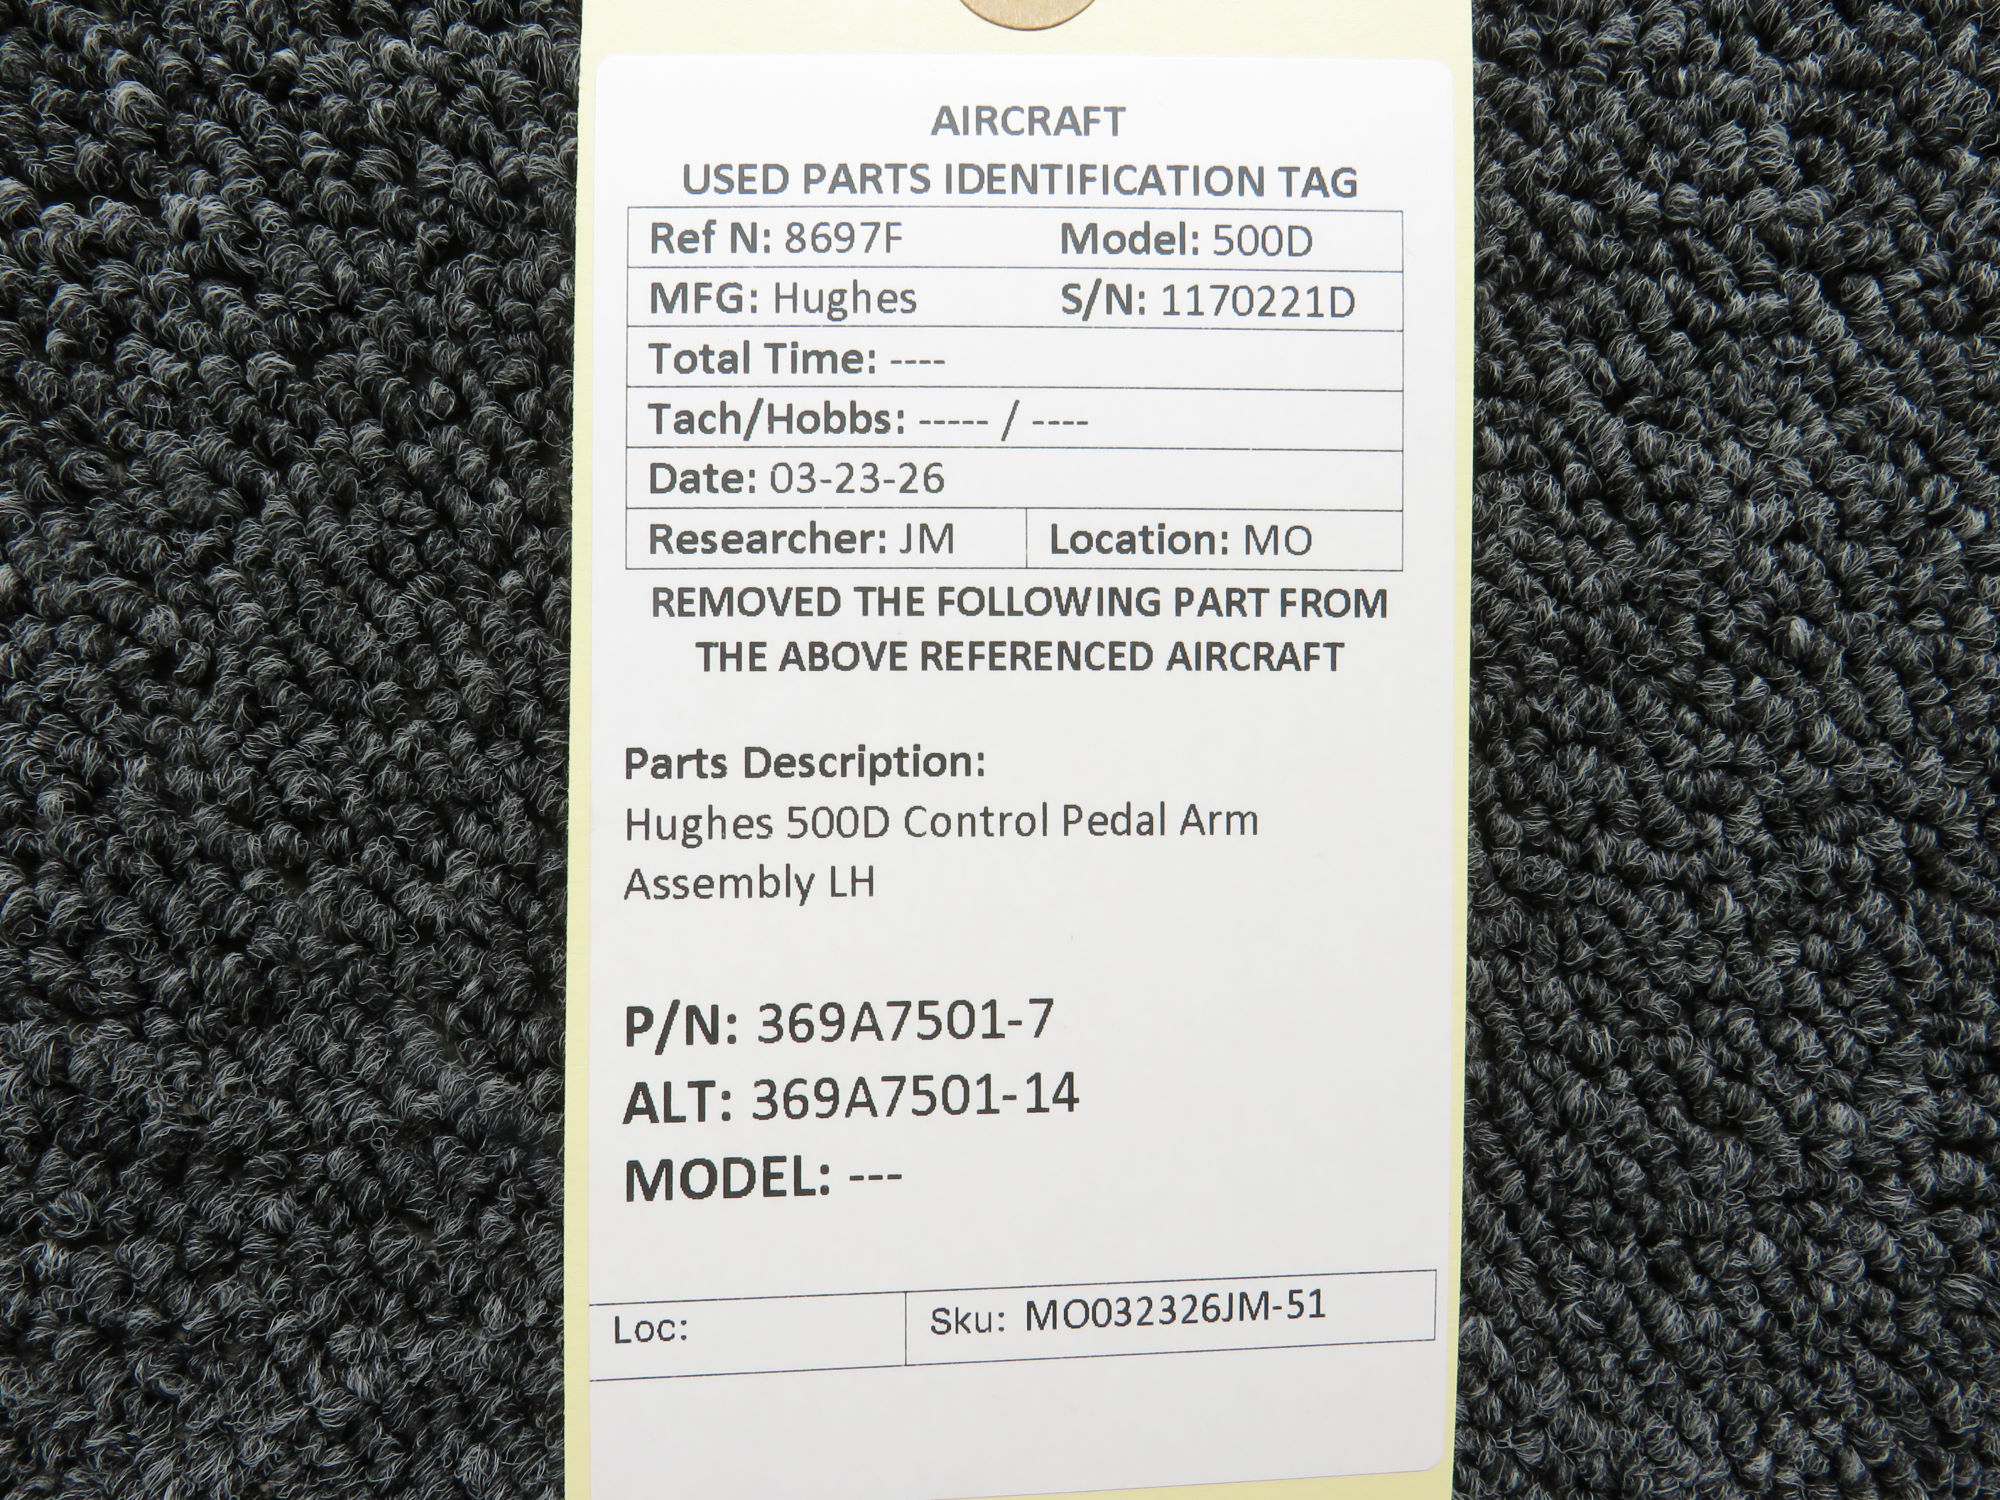 AIRCRAFT
USED PARTS IDENTIFICATION TAG
Ref N: 8697F Model: 500D
MFG: Hughes S/N: 1170221D
Total Time: ----
Tach/Hobbs: ----- / ----
Date: 03-23-26
Researcher: JM Location: MO
REMOVED THE FOLLOWING PART FROM
THE ABOVE REFERENCED AIRCRAFT
Parts Description:
Hughes 500D Control Pedal Arm
Assembly LH
P/N: 369A7501-7
ALT: 369A7501-14
MODEL: ---
Loc: Sku: MO032326JM-51